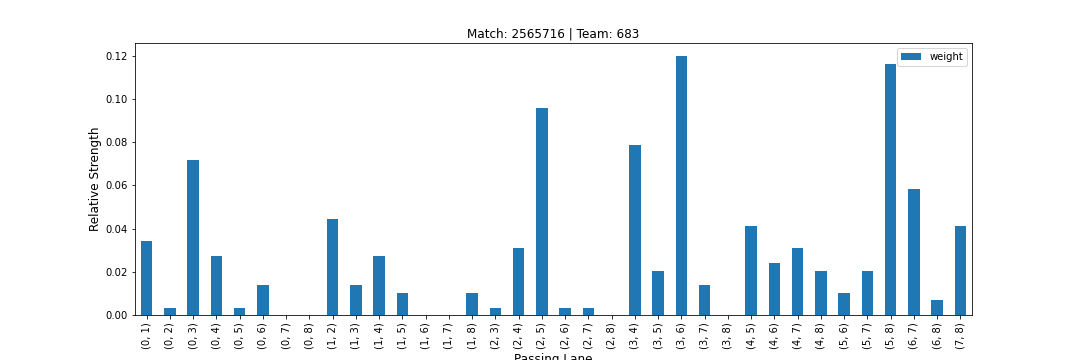 Match: 2565716 | Team: 683
weight
Relative Strength
0.12
0.10
0.08
0.06
0.04
0.02
0.00
(0, 1) (0, 2) (0, 3) (0, 4) (0, 5) (0, 6) (0, 7) (0, 8) (1, 2) (1, 3) (1, 4) (1, 5) (1, 6) (1, 7) (1, 8) (2, 3) (2, 4) (2, 5) (2, 6) (2, 7) (2, 8) (3, 4) (3, 5) (3, 6) (3, 7) (3, 8) (4, 5) (4, 6) (4, 7) (4, 8) (5, 6) (5, 7) (5, 8) (6, 7) (6, 8) (7, 8)
Passing Lane